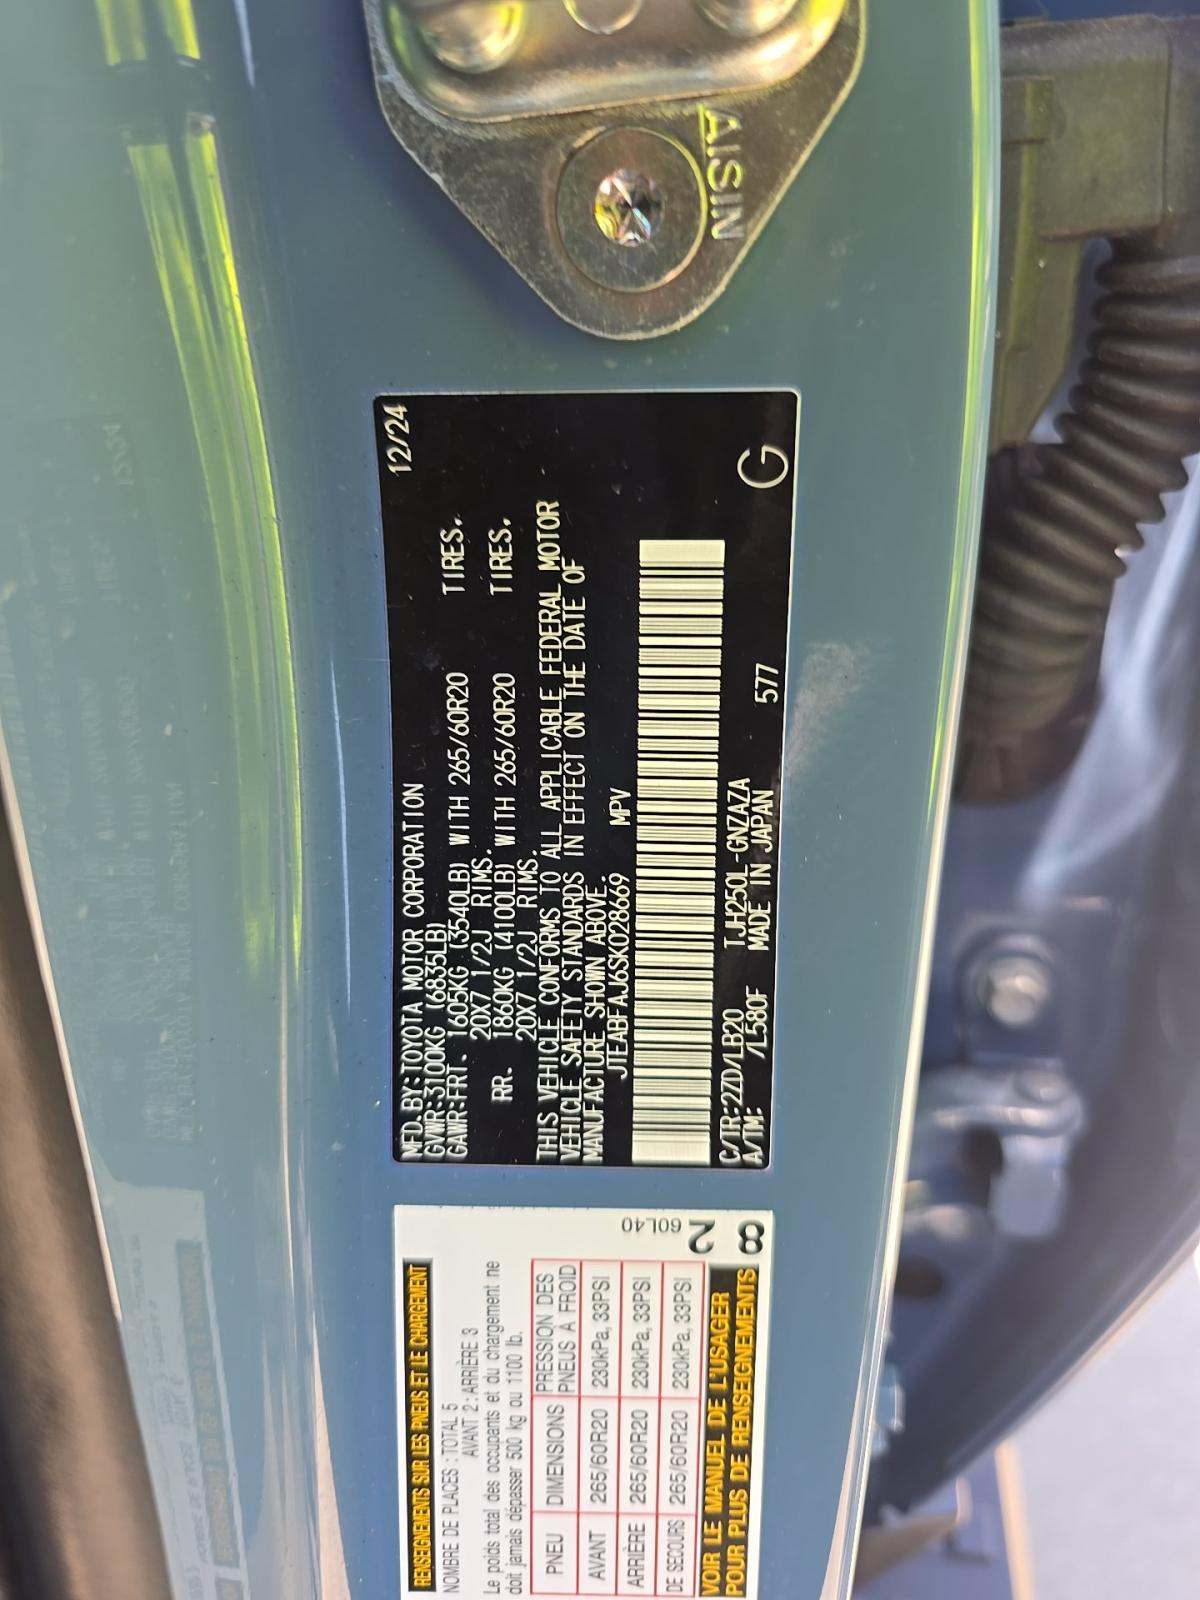 AISIN
MFD.BY:TOYOTA MOTOR CORPORATION 12/24
GVWR:3100KG (6835LB)
GAWR:FRT. 1605KG (3540LB) WITH 265/60R20 TIRES.
20X7 1/2J RIMS.
RR. 1860KG (4100LB) WITH 265/60R20 TIRES.
20X7 1/2J RIMS.
THIS VEHICLE CONFORMS TO ALL APPLICABLE FEDERAL MOTOR
VEHICLE SAFETY STANDARDS IN EFFECT ON THE DATE OF
MANUFACTURE SHOWN ABOVE.
JTEABFAJ6SK028669 MPV
C/TR:2ZD/LB20 TJH250L-GNZAZA
A/TM: /L580F MADE IN JAPAN 577 G
RENSEIGNEMENTS SUR LES PNEUS ET LE CHARGEMENT
NOMBRE DE PLACES : TOTAL 5
AVANT 2 : ARRIÈRE 3
Le poids total des occupants et du chargement ne
doit jamais dépasser 500 kg ou 1100 lb.
PNEU DIMENSIONS PRESSION DES PNEUS À FROID
AVANT 265/60R20 230kPa, 33PSI
ARRIÈRE 265/60R20 230kPa, 33PSI
DE SECOURS 265/60R20 230kPa, 33PSI
VOIR LE MANUEL DE L'USAGER
POUR PLUS DE RENSEIGNEMENTS
60L40
2
8